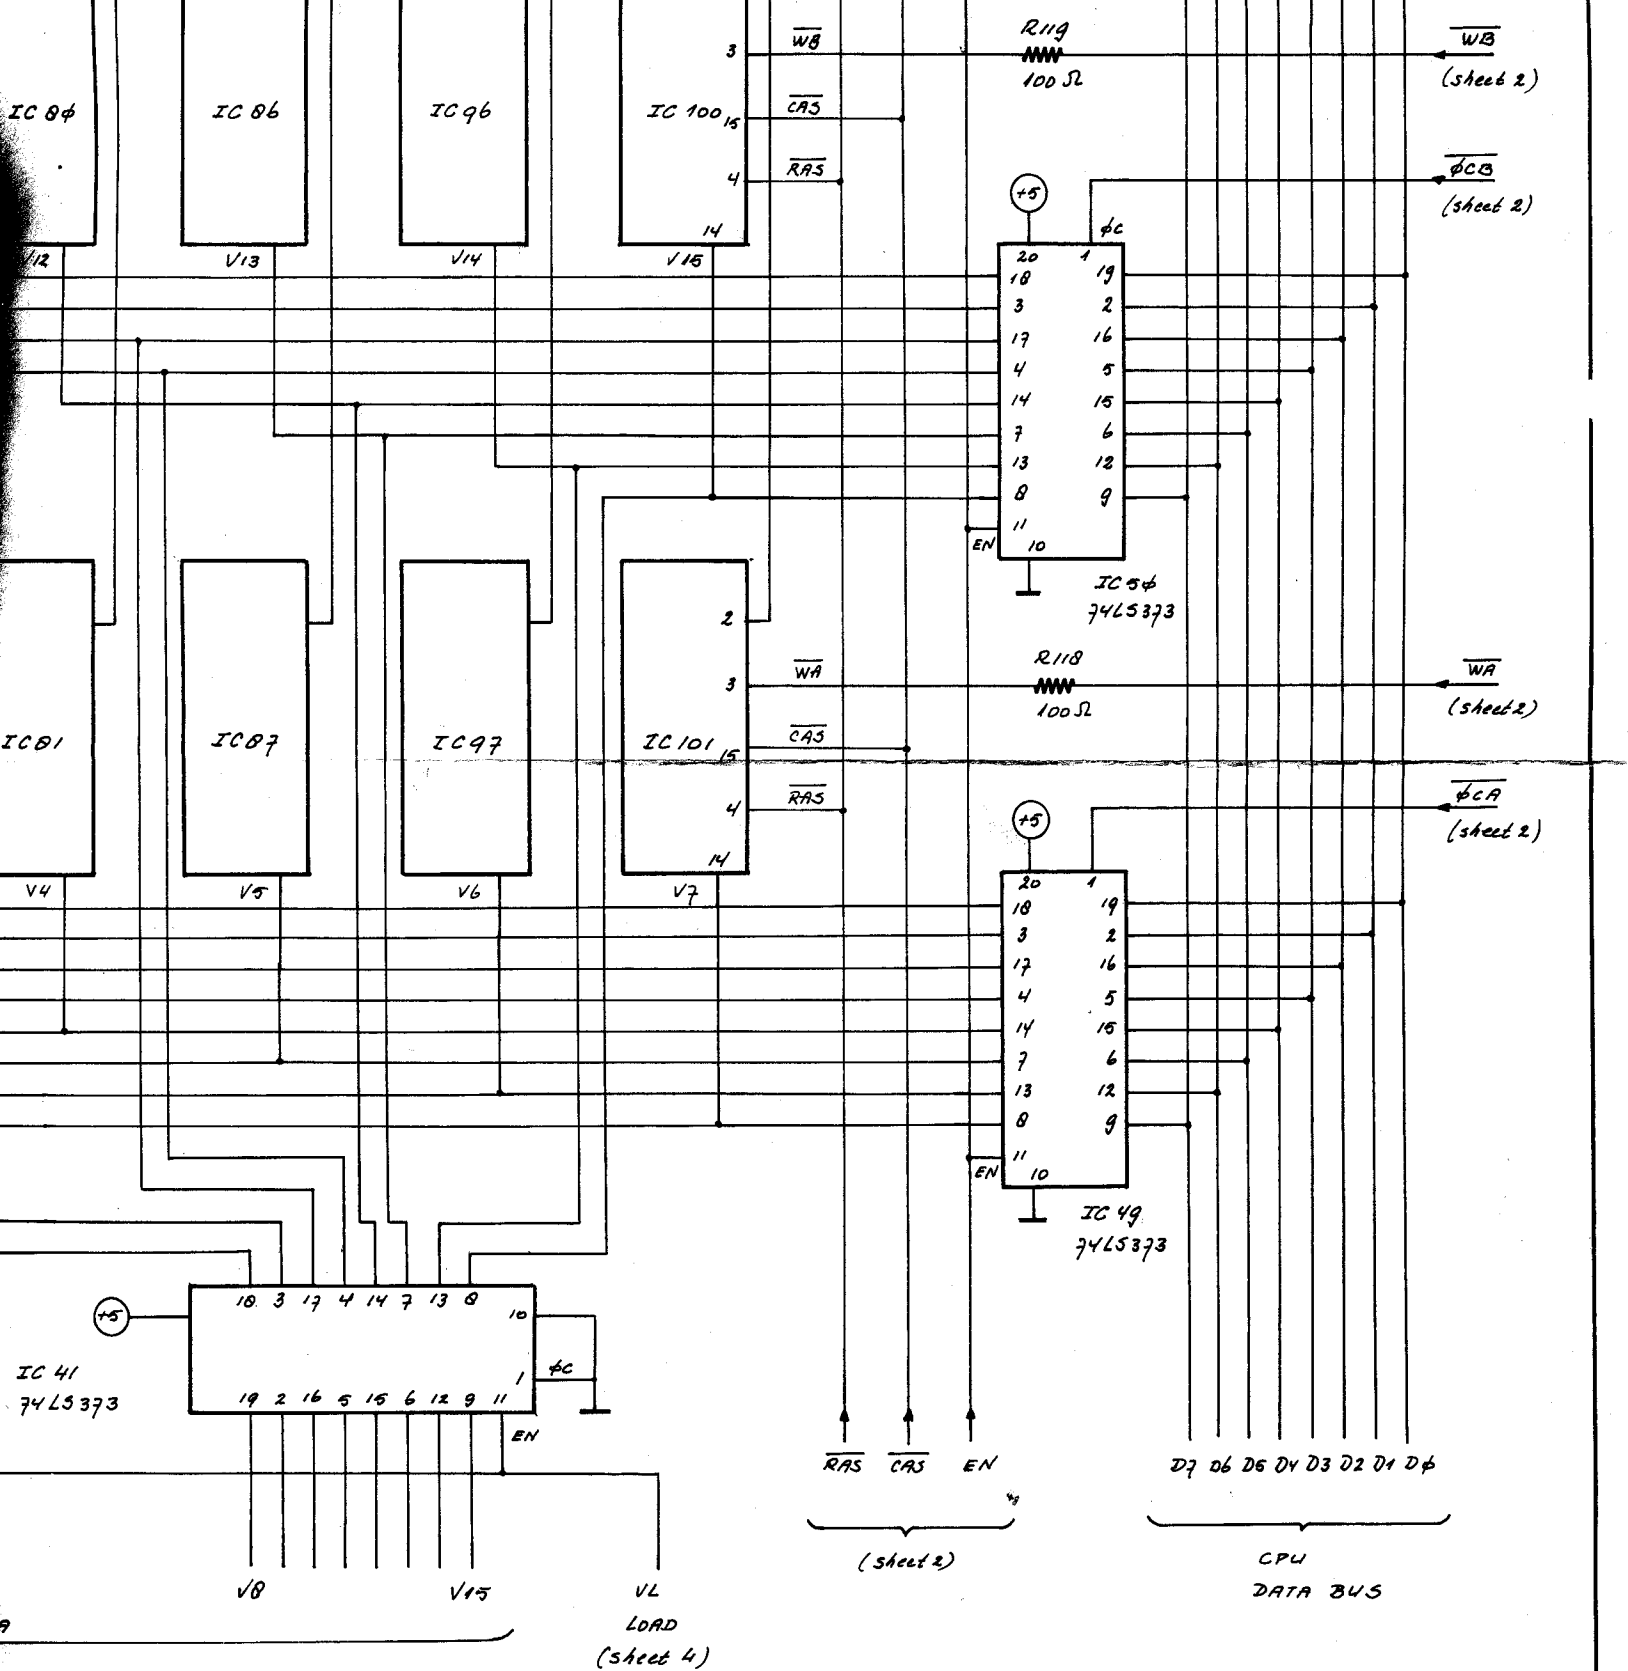 R119
WB
WB
3
100 Ω
(sheet 2)
IC 8φ
IC 86
IC 96
IC 100
15
CAS
4
RAS
φCB
(sheet 2)
+5
14
φC
V12
V13
V14
V15
20
1
18
19
3
2
17
16
4
5
14
15
7
6
13
12
8
9
11
EN
10
IC 5φ
74LS373
2
R118
WA
WA
3
100 Ω
(sheet 2)
IC 81
IC 87
IC 97
IC 101
15
CAS
4
RAS
φCA
(sheet 2)
+5
14
V4
V5
V6
V7
20
1
18
19
3
2
17
16
4
5
14
15
7
6
13
12
8
9
11
EN
10
IC 49
74LS373
18 3 17 4 14 7 13 8
10
+5
IC 41
74LS373
1
φC
19 2 16 5 15 6 12 9 11
EN
RAS CAS EN
D7 D6 D5 D4 D3 D2 D1 Dφ
(sheet 2)
CPU
DATA BUS
V8
V15
VL
LOAD
(sheet 4)